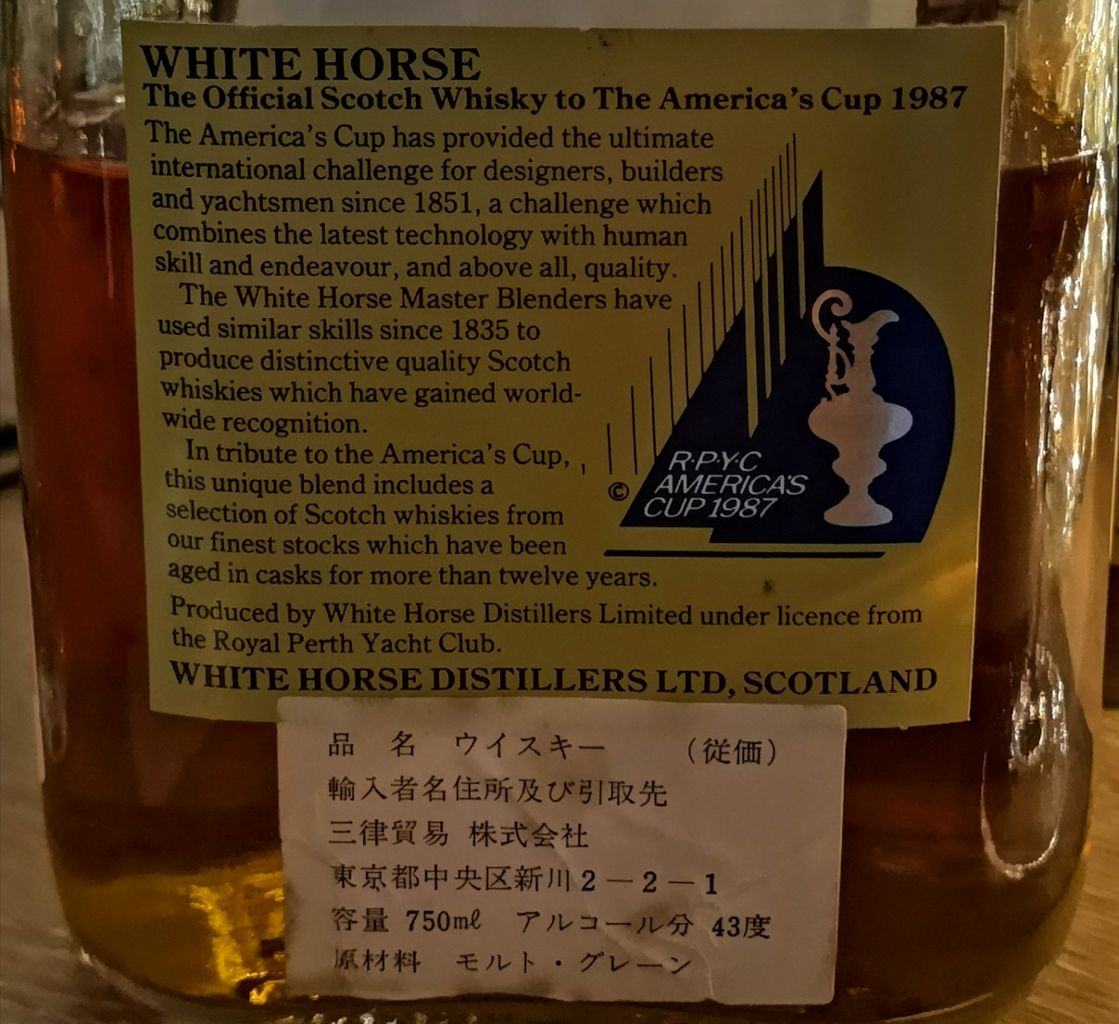 WHITE HORSE
The Official Scotch Whisky to The America's Cup 1987
The America's Cup has provided the ultimate
international challenge for designers, builders
and yachtsmen since 1851, a challenge which
combines the latest technology with human
skill and endeavour, and above all, quality.
The White Horse Master Blenders have
used similar skills since 1835 to
produce distinctive quality Scotch
whiskies which have gained world-
wide recognition.
In tribute to the America's Cup,
this unique blend includes a
selection of Scotch whiskies from
our finest stocks which have been
aged in casks for more than twelve years.
© R·P·Y·C
AMERICA'S
CUP 1987
Produced by White Horse Distillers Limited under licence from
the Royal Perth Yacht Club.
WHITE HORSE DISTILLERS LTD, SCOTLAND
品 名 ウイスキー (従価)
輸入者名住所及び引取先
三律貿易 株式会社
東京都中央区新川2-2-1
容量 750mℓ アルコール分 43度
原材料 モルト・グレーン